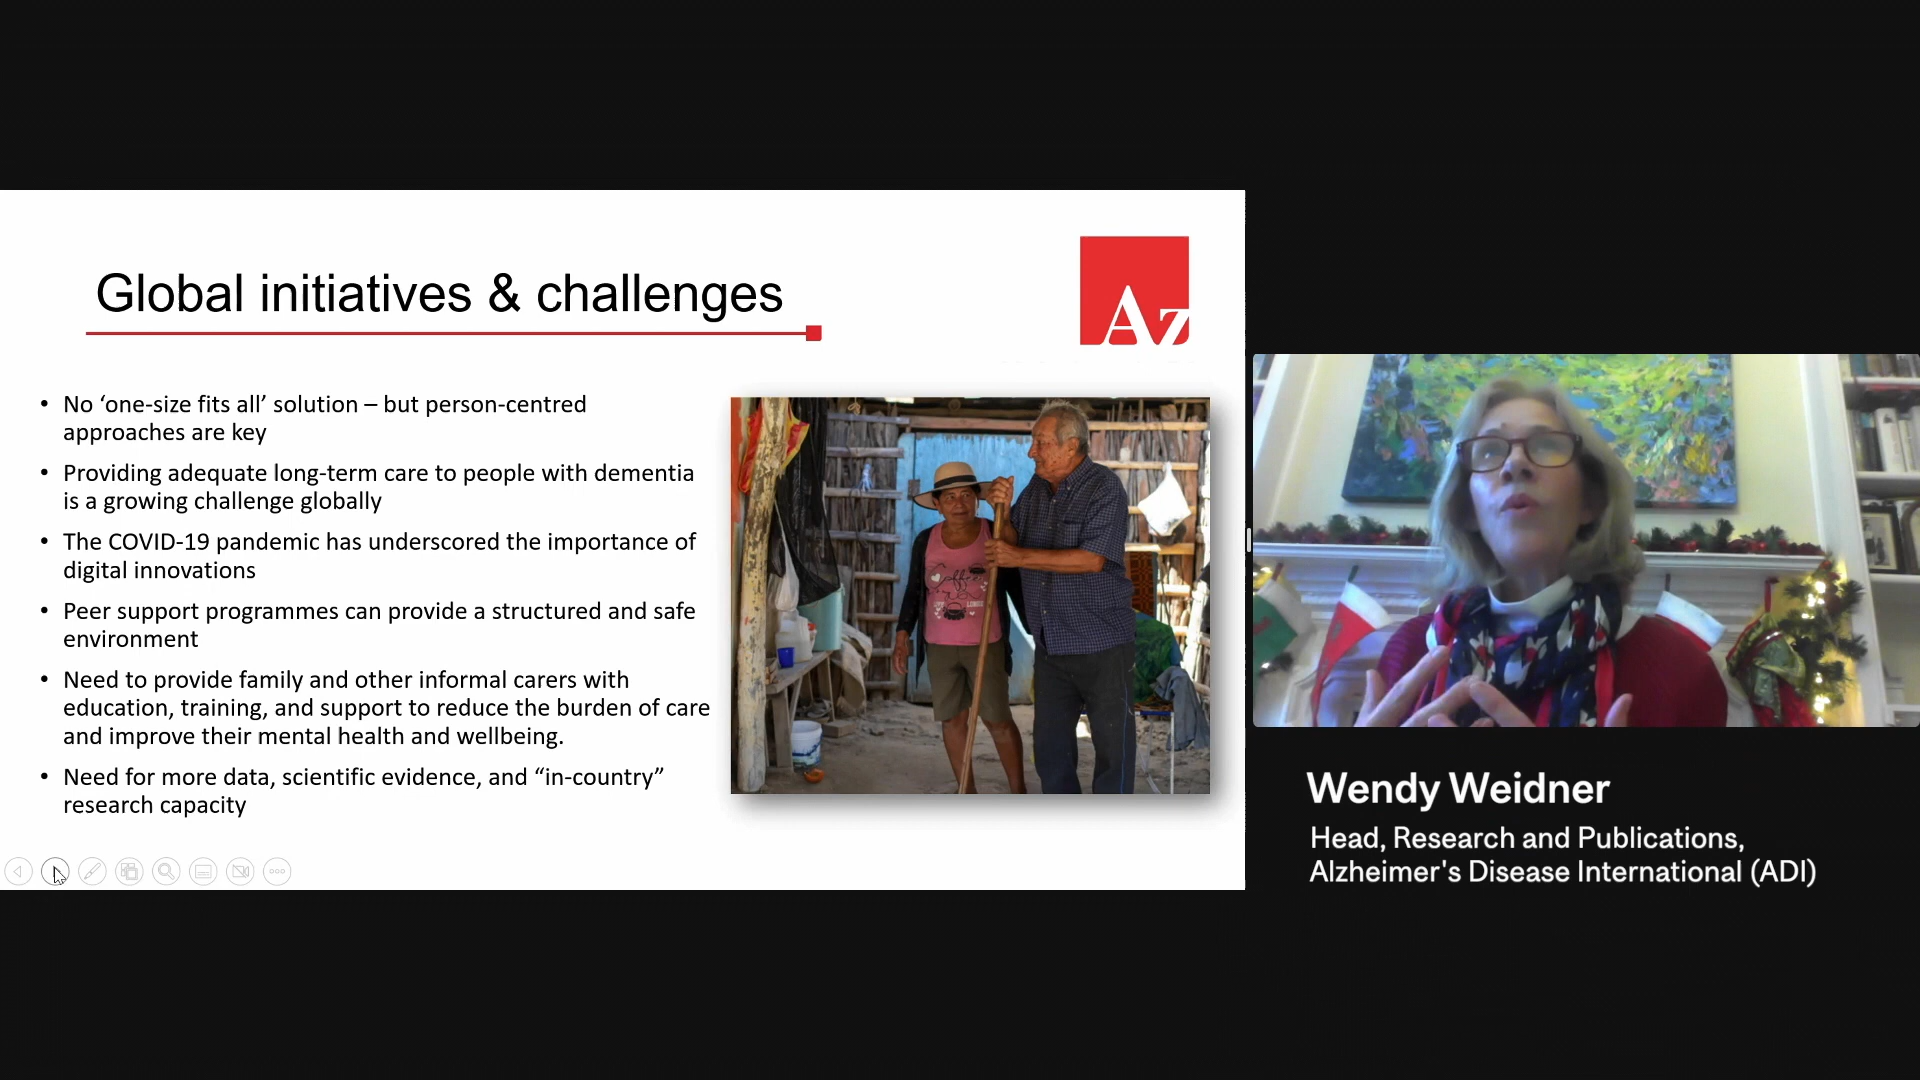 Global initiatives & challenges
Az
• No ‘one-size fits all’ solution – but person-centred
approaches are key
• Providing adequate long-term care to people with dementia
is a growing challenge globally
• The COVID-19 pandemic has underscored the importance of
digital innovations
• Peer support programmes can provide a structured and safe
environment
• Need to provide family and other informal carers with
education, training, and support to reduce the burden of care
and improve their mental health and wellbeing.
• Need for more data, scientific evidence, and “in-country”
research capacity
Wendy Weidner
Head, Research and Publications,
Alzheimer's Disease International (ADI)